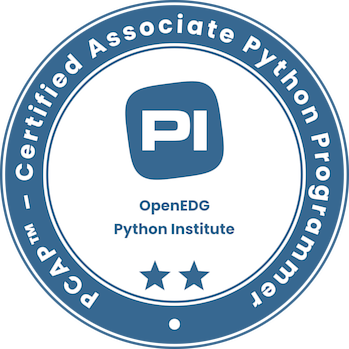 PCAP™ – Certified Associate Python Programmer
PI
OpenEDG
Python Institute